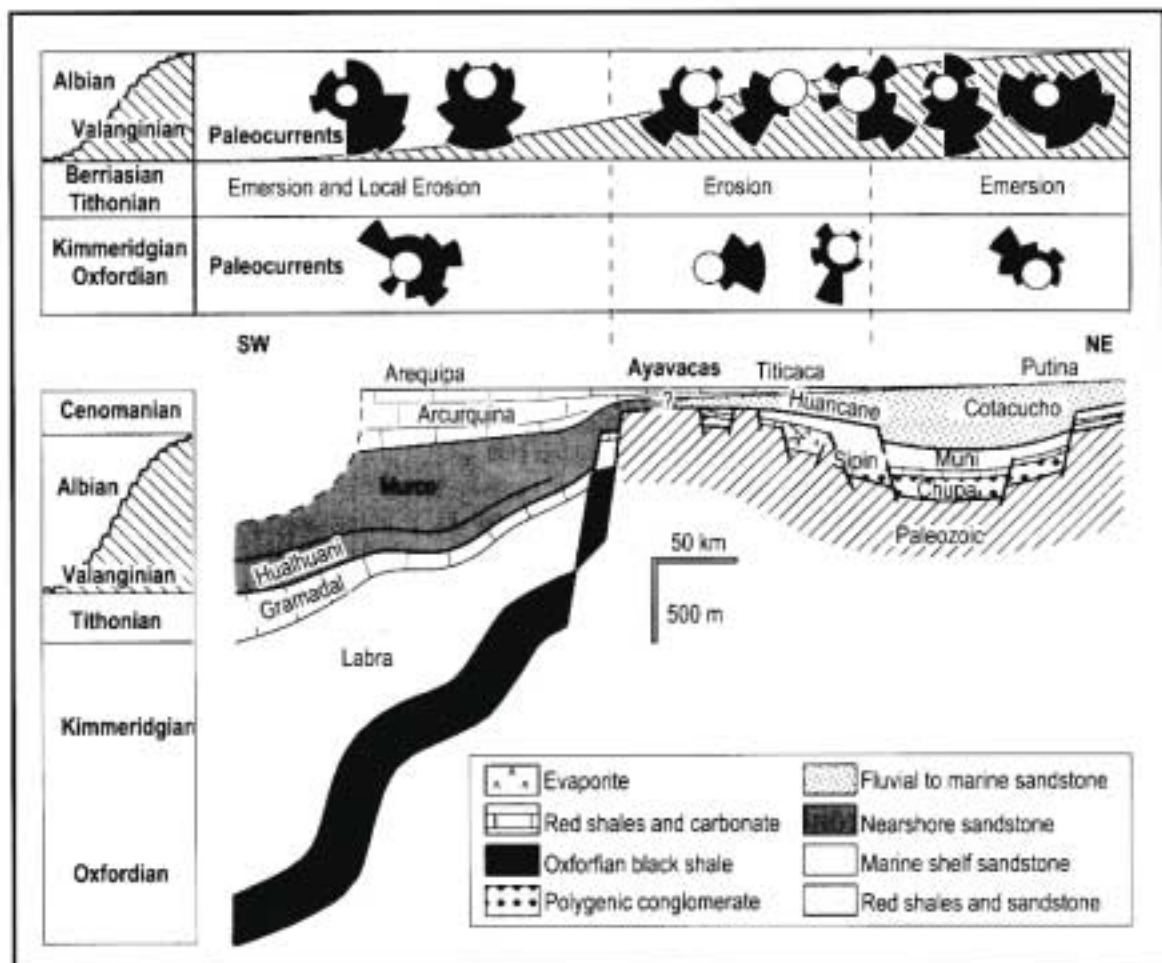 Albian
Valanginian
Paleocurrents
Berriasian
Tithonian
Emersion and Local Erosion
Erosion
Emersion
Kimmeridgian
Oxfordian
Paleocurrents
SW
NE
Arequipa
Ayavacas
Titicaca
Putina
Cenomanian
Arcurquina
?
Huancane
Cotacucho
Albian
Murco
Sipin
Muñi
Chupa
Paleozoic
Valanginian
Hualhuani
50 km
Gramadal
500 m
Tithonian
Labra
Kimmeridgian
Oxfordian
Evaporite
Red shales and carbonate
Oxforfian black shale
Polygenic conglomerate
Fluvial to marine sandstone
Nearshore sandstone
Marine shelf sandstone
Red shales and sandstone